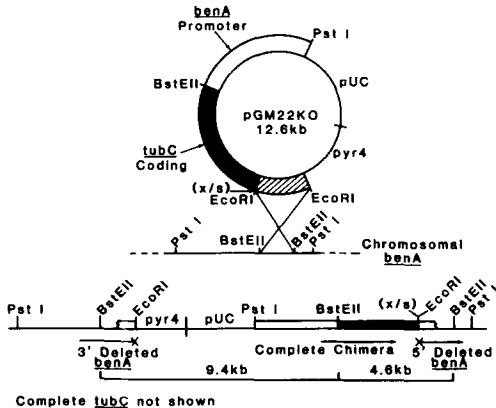 benA
Promoter
Pst I
BstEII
pUC
pGM22KO
12.6kb
tubC
Coding
pyr4
(x/s)
EcoRI
EcoRI
Pst I
BstEII
BstEII
Pst I
Chromosomal
benA
Pst I
BstEII
EcoRI
pyr4
pUC
Pst I
BstEII
(x/s)
EcoRI
BstEII
Pst I
3' Deleted
benA
Complete Chimera
5' Deleted
benA
9.4kb
4.6kb
Complete tubC not shown